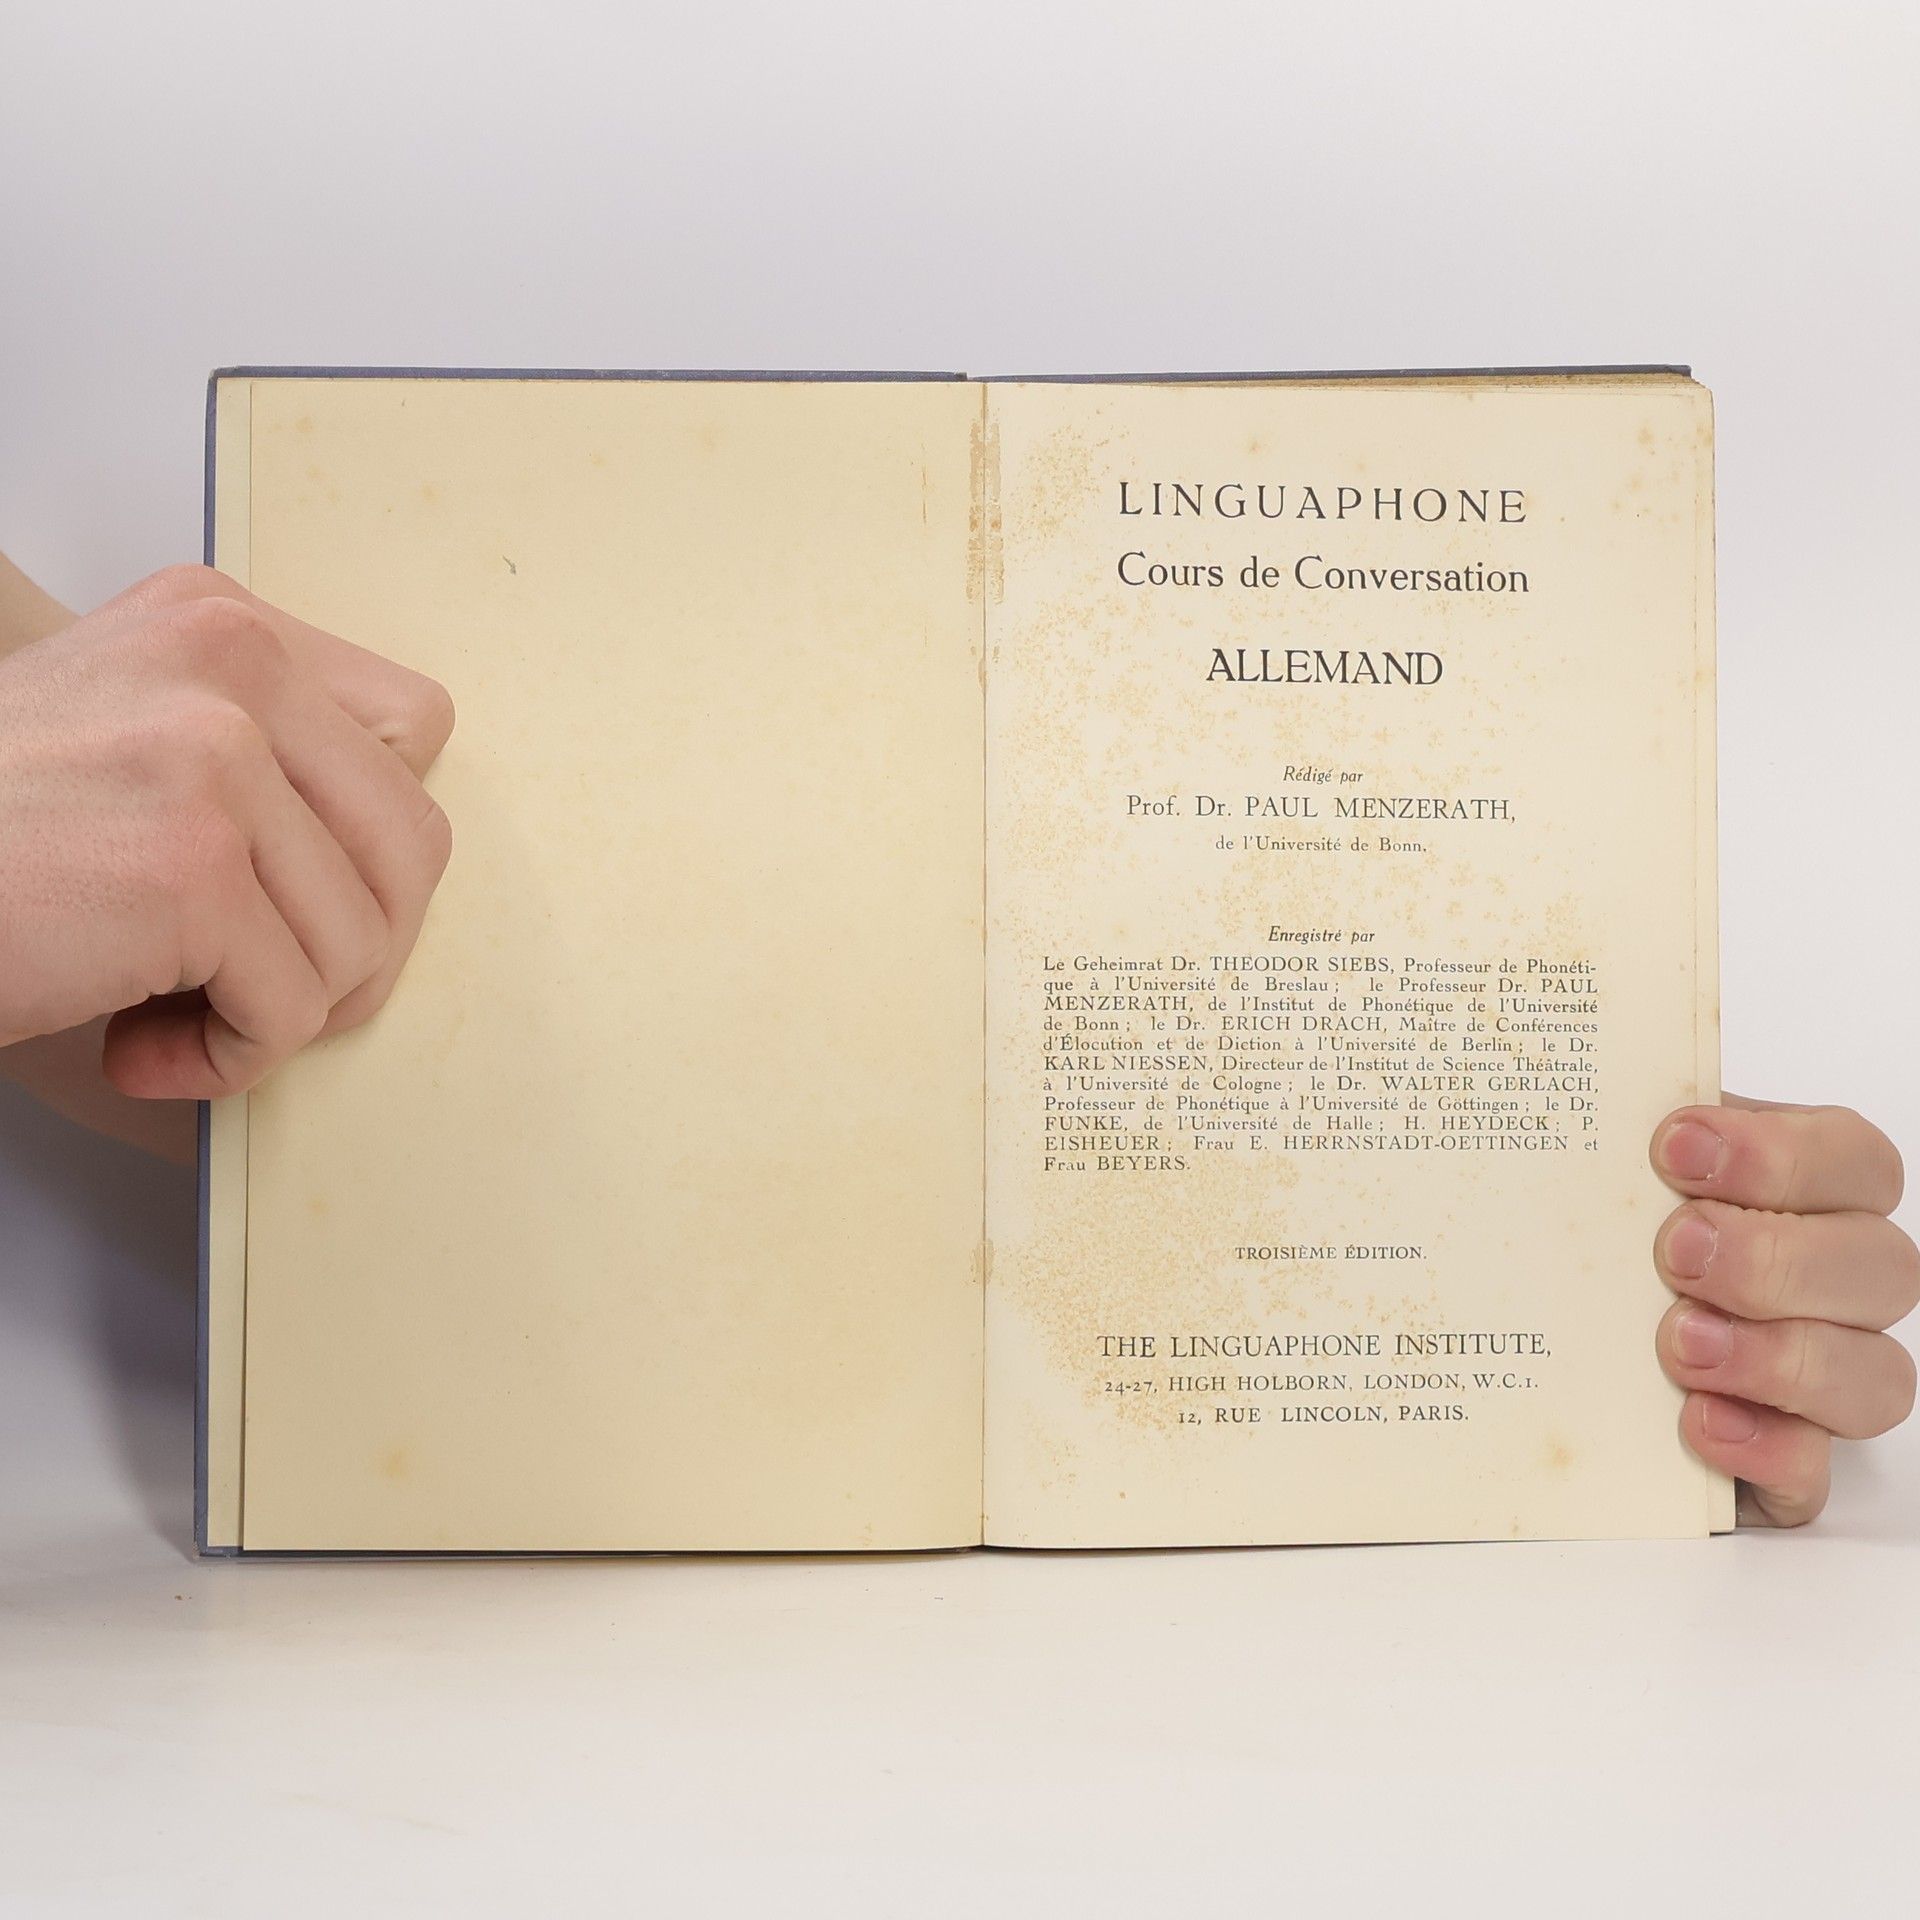 LINGUAPHONE
Cours de Conversation
ALLEMAND
Rédigé par
Prof. Dr. PAUL MENZERATH,
de l'Université de Bonn.
Enregistré par
Le Geheimrat Dr. THEODOR SIEBS, Professeur de Phonéti-
que à l'Université de Breslau ; le Professeur Dr. PAUL
MENZERATH, de l'Institut de Phonétique de l'Université
de Bonn ; le Dr. ERICH DRACH, Maître de Conférences
d'Élocution et de Diction à l'Université de Berlin ; le Dr.
KARL NIESSEN, Directeur de l'Institut de Science Théâtrale,
à l'Université de Cologne ; le Dr. WALTER GERLACH,
Professeur de Phonétique à l'Université de Göttingen ; le Dr.
FUNKE, de l'Université de Halle ; H. HEYDECK ; P.
EISHEUER ; Frau E. HERRNSTADT-OETTINGEN et
Frau BEYERS.
TROISIÈME ÉDITION.
THE LINGUAPHONE INSTITUTE,
24-27, HIGH HOLBORN, LONDON, W.C.1.
12, RUE LINCOLN, PARIS.